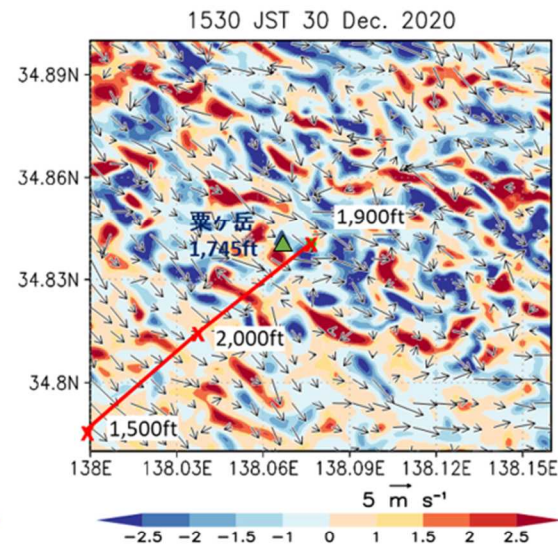 1530 JST 30 Dec. 2020
34.89N
34.86N
34.83N
34.8N
粟ヶ岳
1,745ft
1,900ft
2,000ft
1,500ft
138E 138.03E 138.06E 138.09E 138.12E 138.15E
5 m s⁻¹
-2.5 -2 -1.5 -1 0 1 1.5 2 2.5